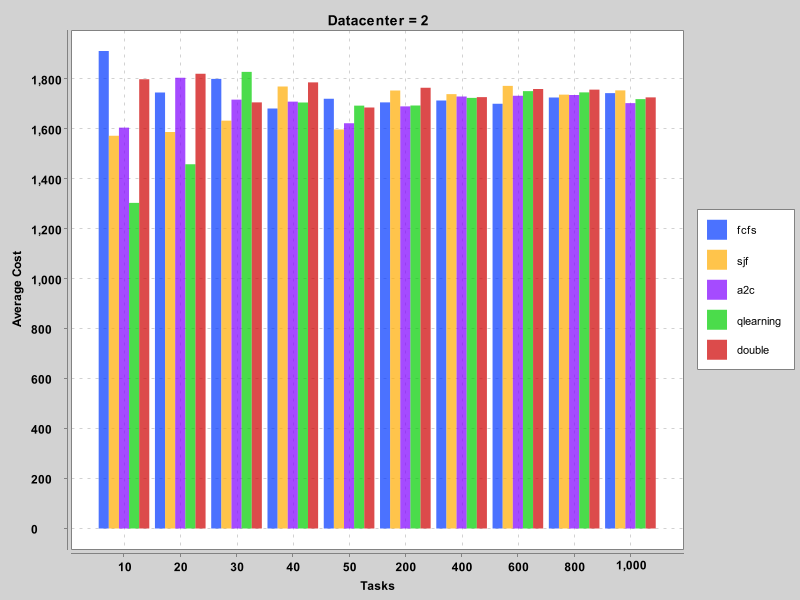 Datacenter = 2
Average Cost
1,800
1,600
1,400
1,200
1,000
800
600
400
200
0
10 20 30 40 50 200 400 600 800 1,000
Tasks
fcfs
sjf
a2c
qlearning
double